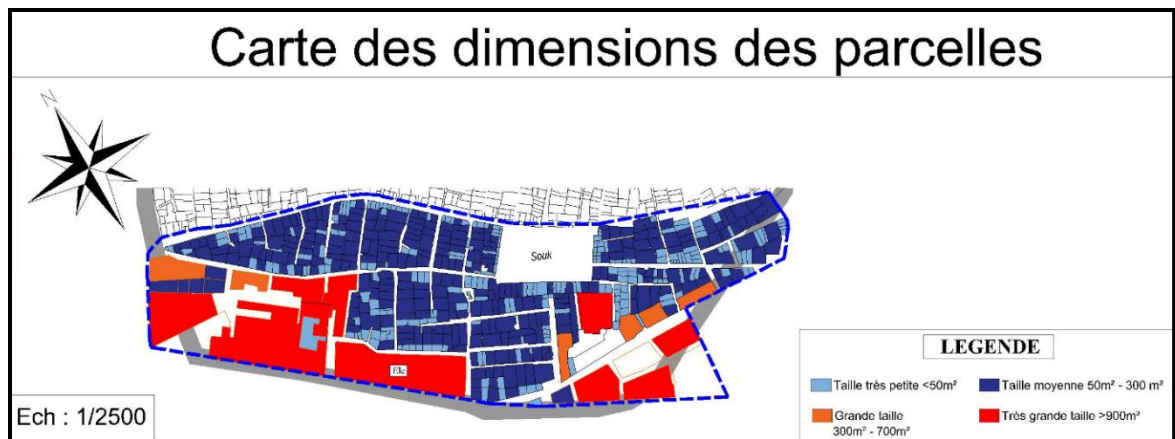 Carte des dimensions des parcelles
N
Souk
Ech : 1/2500
LEGENDE
Taille très petite <50m²
Taille moyenne 50m² - 300 m²
Grande taille
300m² - 700m²
Très grande taille >900m²